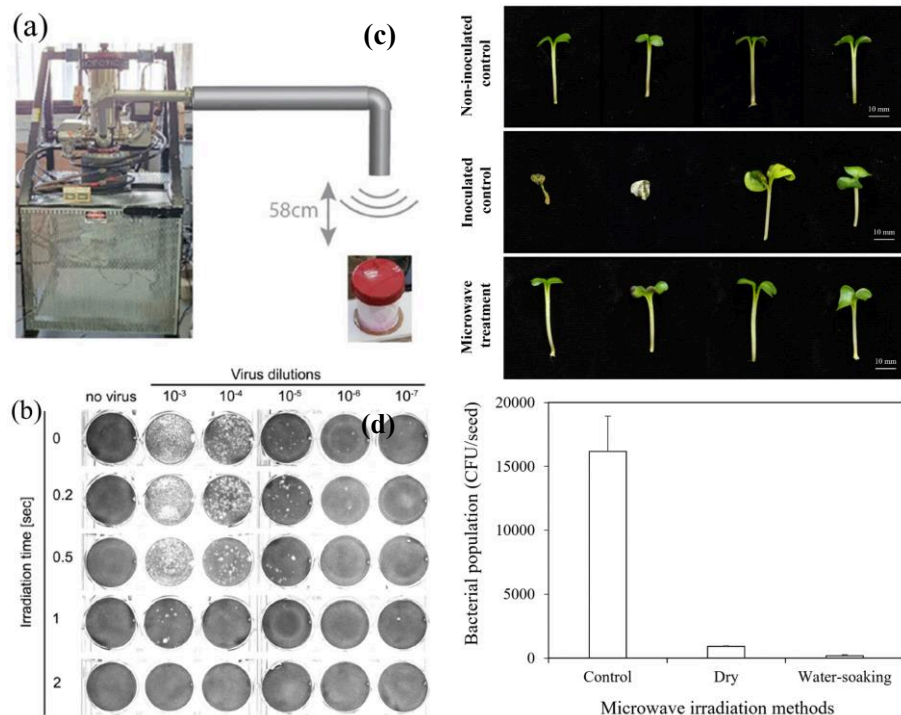 (a)
58cm
(b)
Virus dilutions
no virus 10-3 10-4 10-5 10-6 10-7
Irradiation time [sec]
0
0.2
0.5
1
2
(c)
Non-inoculated
control
10 mm
Inoculated
control
10 mm
Microwave
treatment
10 mm
(d)
Bacterial population (CFU/seed)
20000
15000
10000
5000
0
Control Dry Water-soaking
Microwave irradiation methods